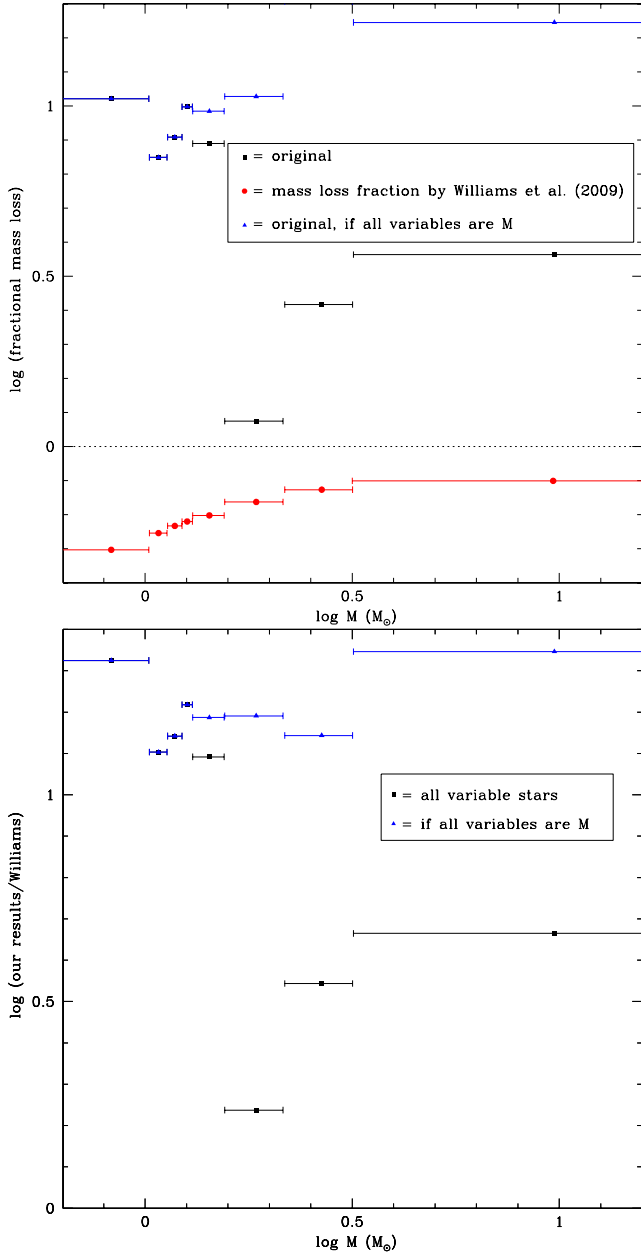 1
0.5
0
log (fractional mass loss)
= original
= mass loss fraction by Williams et al. (2009)
= original, if all variables are M
0
0.5
1
log M (M⊙)
1
0.5
0
log (our results/Williams)
= all variable stars
= if all variables are M
0
0.5
1
log M (M⊙)